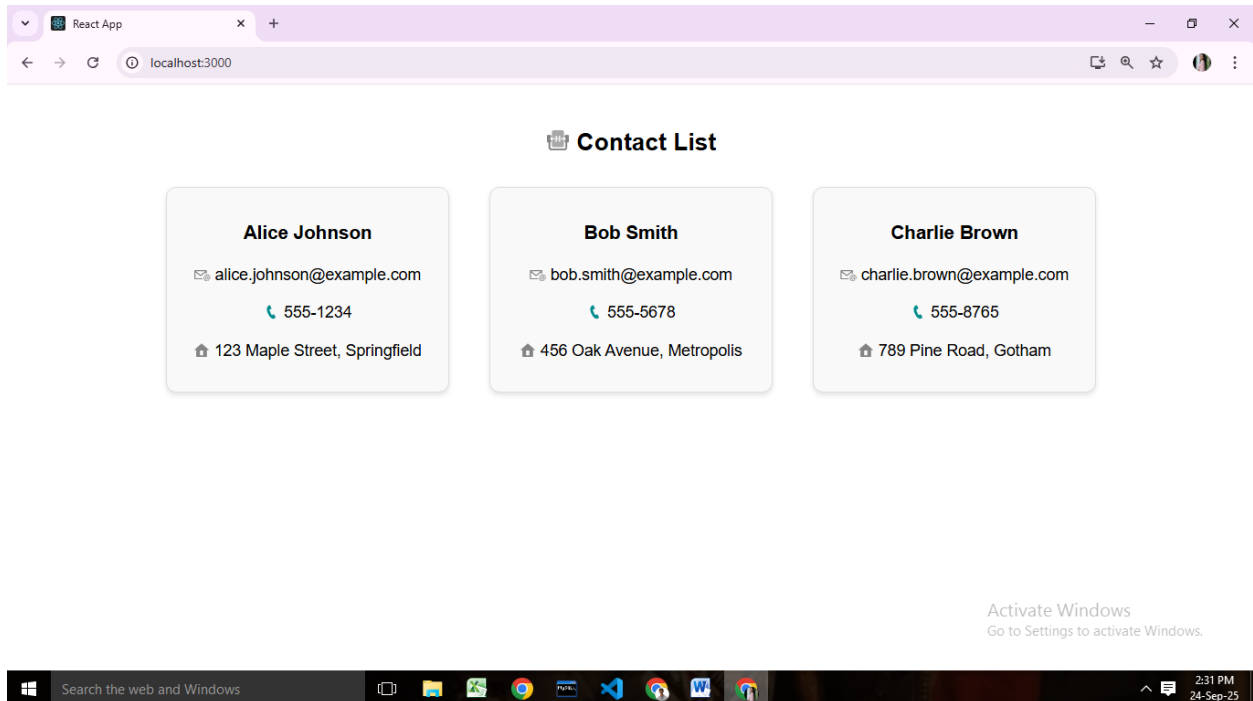 React App
localhost:3000
Contact List
Alice Johnson
alice.johnson@example.com
555-1234
123 Maple Street, Springfield
Bob Smith
bob.smith@example.com
555-5678
456 Oak Avenue, Metropolis
Charlie Brown
charlie.brown@example.com
555-8765
789 Pine Road, Gotham
Activate Windows
Go to Settings to activate Windows.
Search the web and Windows
MySQL
2:31 PM
24-Sep-25